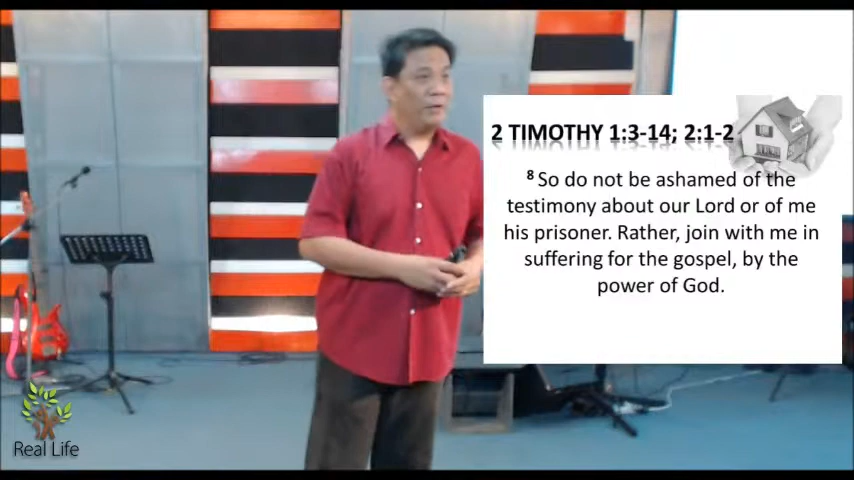 2 TIMOTHY 1:3-14; 2:1-2
8 So do not be ashamed of the
testimony about our Lord or of me
his prisoner. Rather, join with me in
suffering for the gospel, by the
power of God.
Real Life